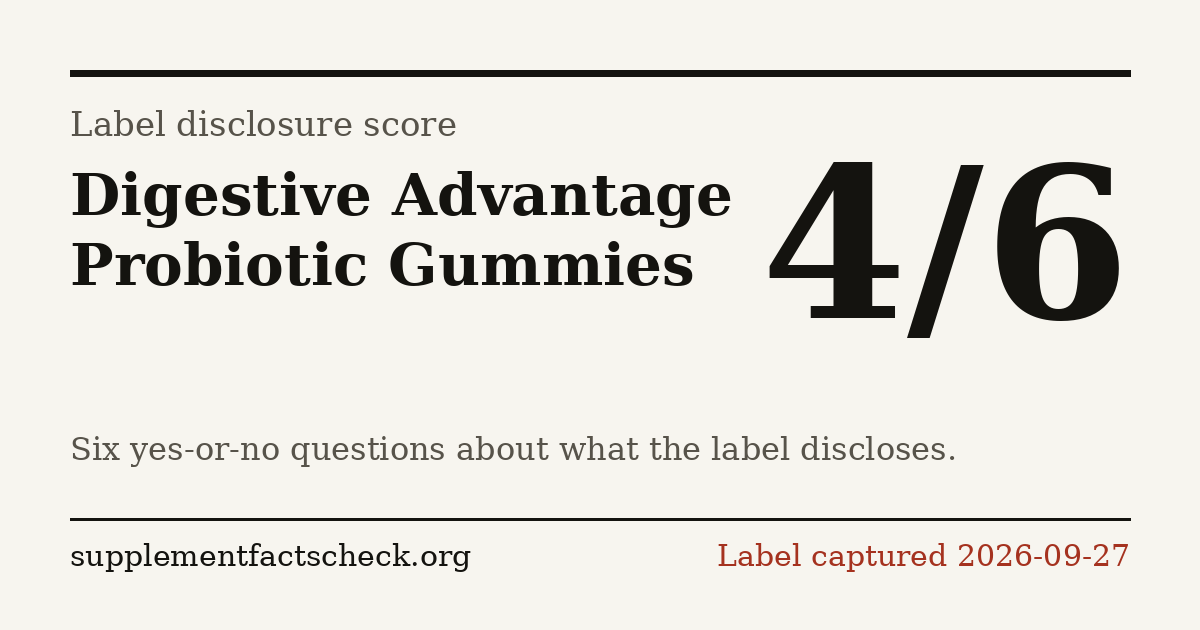 Label disclosure score
Digestive Advantage
Probiotic Gummies
4/6
Six yes-or-no questions about what the label discloses.
supplementfactscheck.org
Label captured 2026-09-27